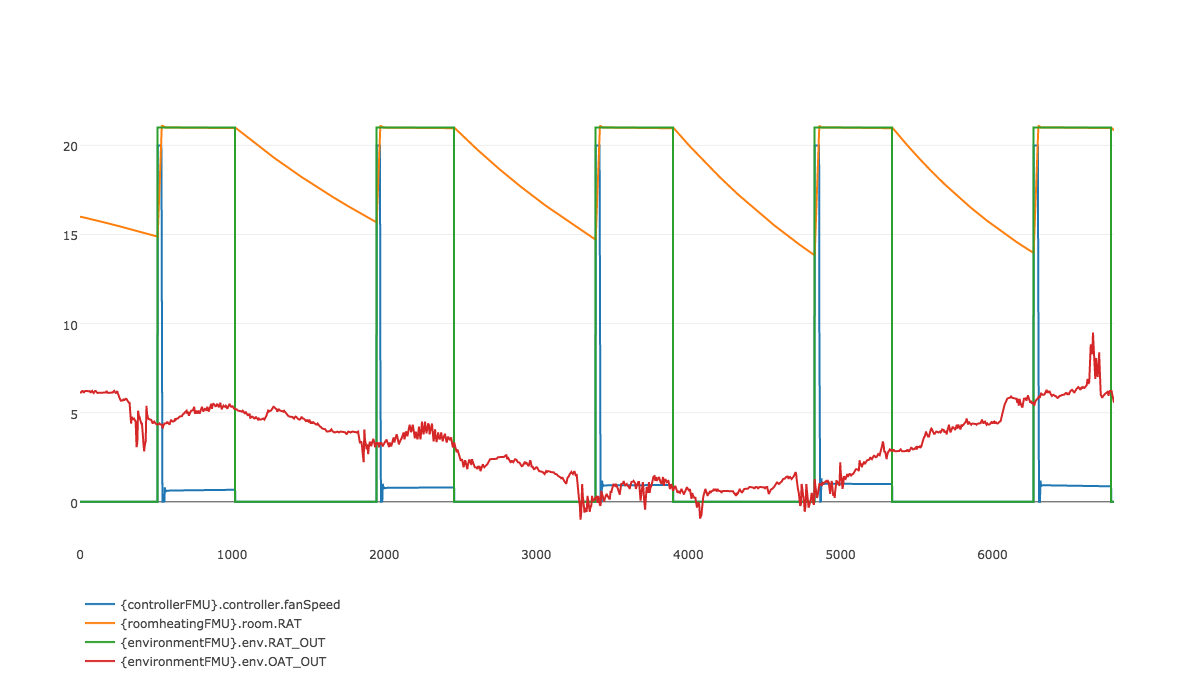 20
15
10
5
0
0 1000 2000 3000 4000 5000 6000
{controllerFMU}.controller.fanSpeed
{roomheatingFMU}.room.RAT
{environmentFMU}.env.RAT_OUT
{environmentFMU}.env.OAT_OUT